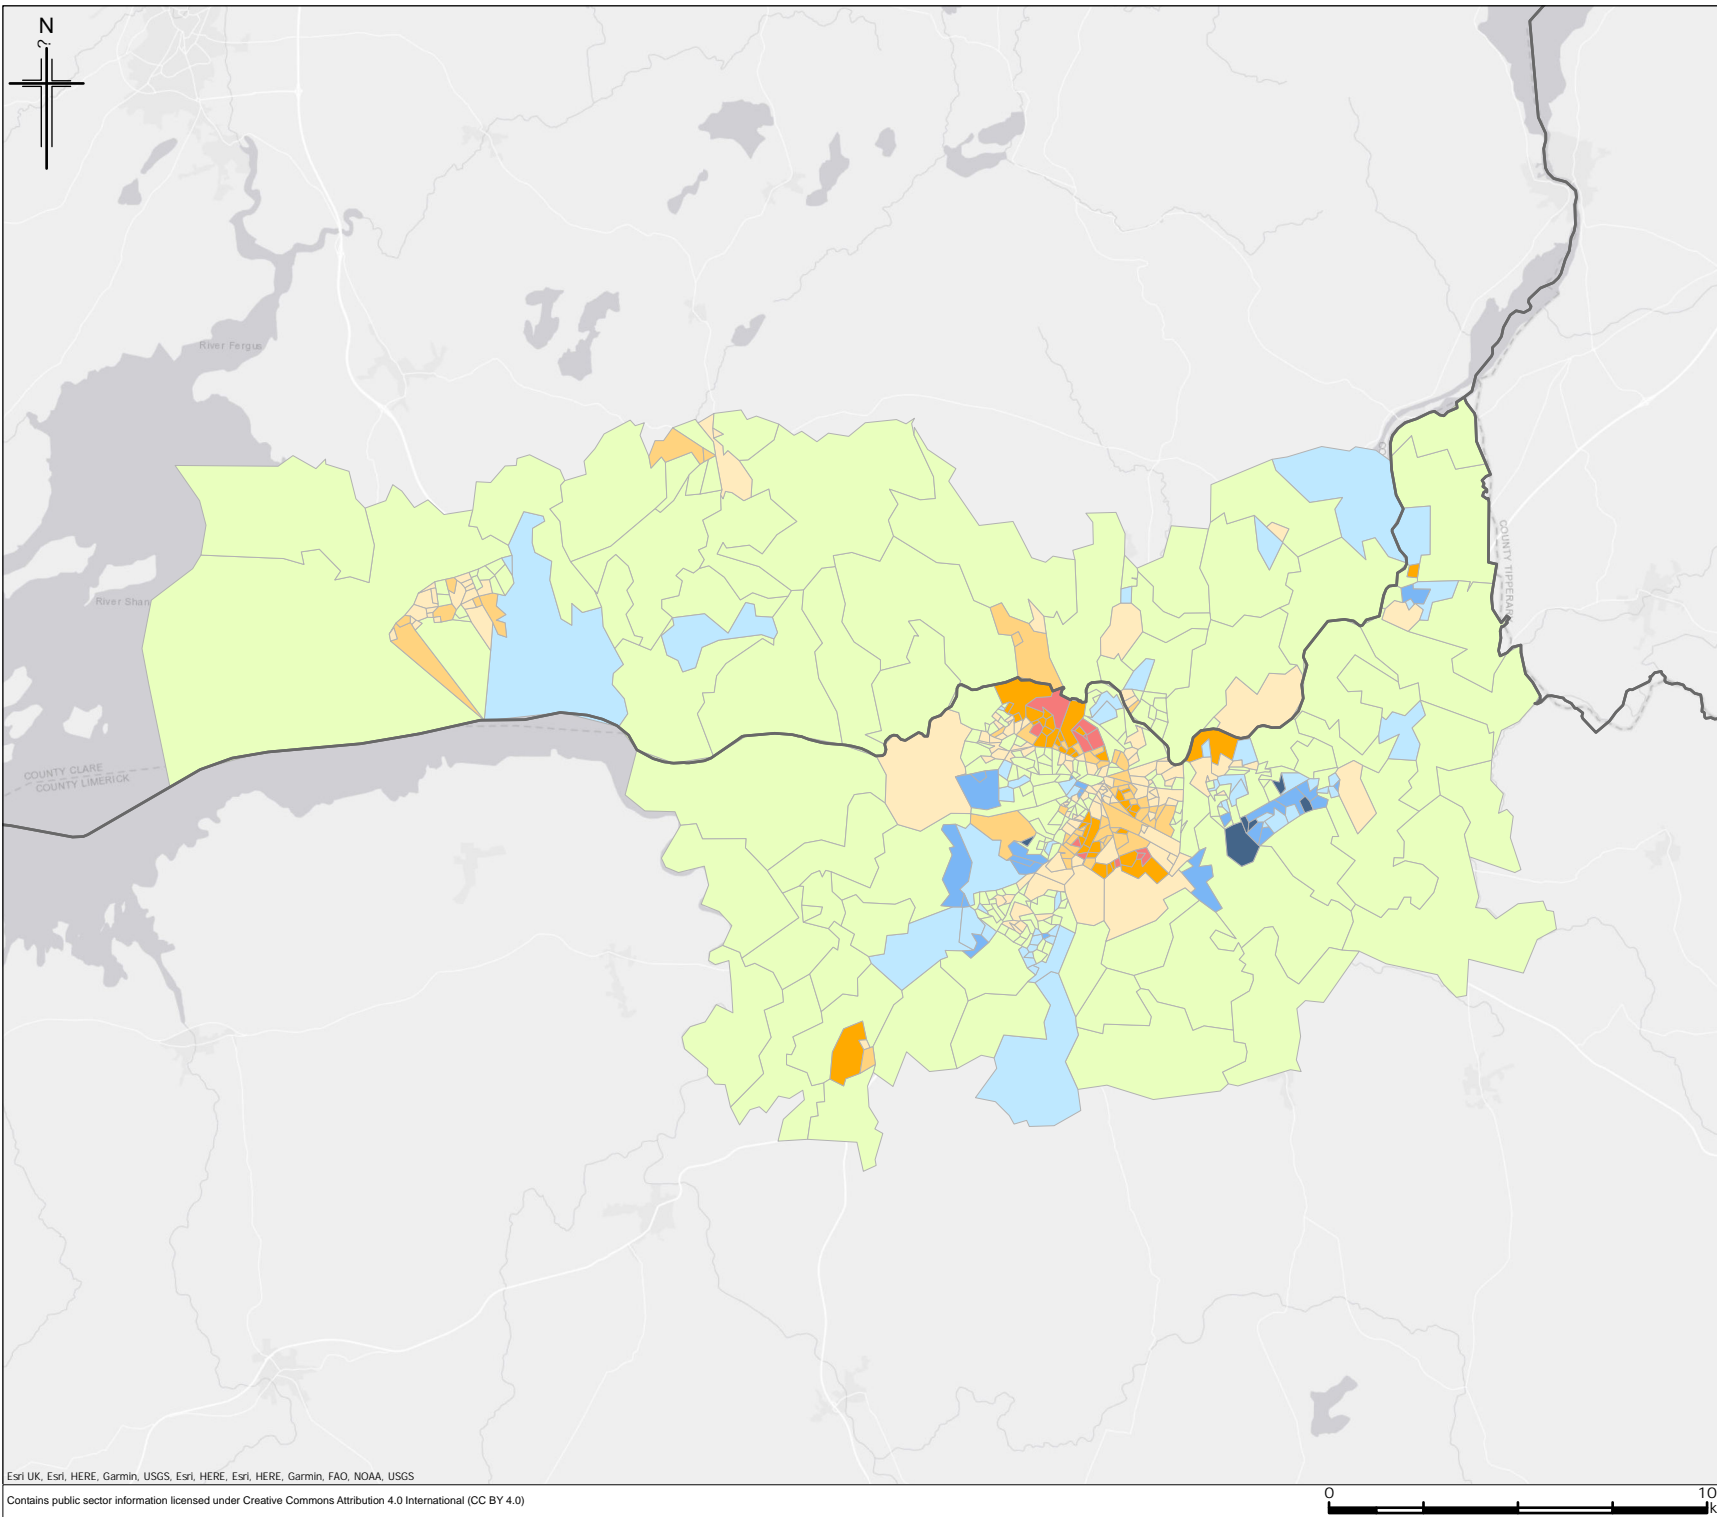 N
?
River Fergus
River Shan
COUNTY TIPPERAR
COUNTY CLARE
COUNTY LIMERICK
Esri UK, Esri, HERE, Garmin, USGS, Esri, HERE, Esri, HERE, Garmin, FAO, NOAA, USGS
Contains public sector information licensed under Creative Commons Attribution 4.0 International (CC BY 4.0)
0 10
k